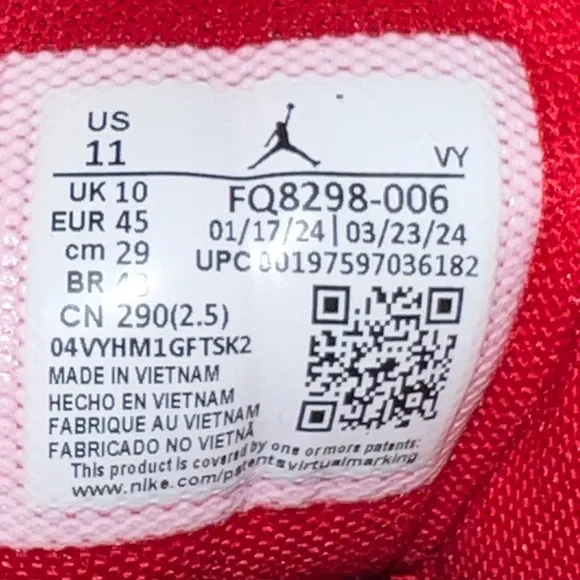 US
11
VY
UK 10
EUR 45
cm 29
BR
CN 290(2.5)
FQ8298-006
01/17/24 | 03/23/24
UPC 00197597036182
04VYHM1GFTSK2
MADE IN VIETNAM
HECHO EN VIETNAM
FABRIQUE AU VIETNAM
FABRICADO NO VIETNÃ
This product is covered by one or more patents:
www.nike.com/patentsvirtualmarking